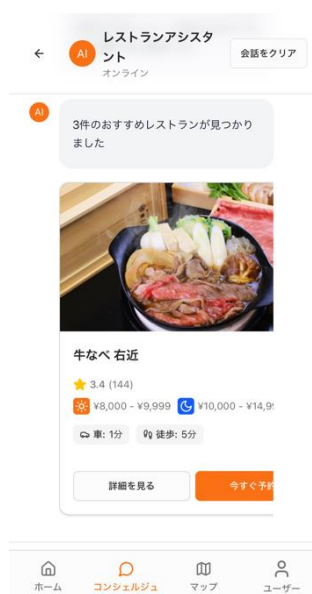 レストランアシスタ
ント
オンライン
AI
会話をクリア
AI
3件のおすすめレストランが見つかり
ました
牛なべ 右近
3.4 (144)
¥8,000 - ¥9,999 ¥10,000 - ¥14,9
車: 1分 徒歩: 5分
詳細を見る 今すぐ予
ホーム コンシェルジュ マップ ユーザー